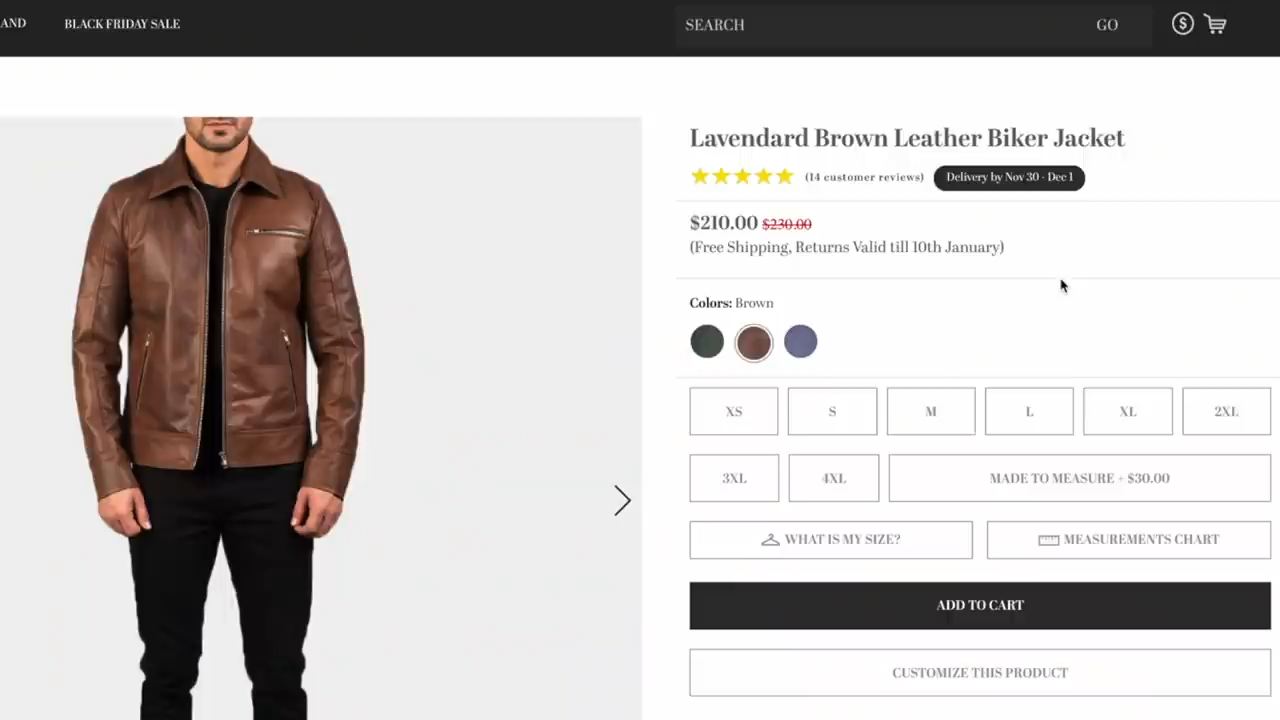 AND BLACK FRIDAY SALE SEARCH GO
Lavendard Brown Leather Biker Jacket
(14 customer reviews) Delivery by Nov 30 - Dec 1
$210.00 $230.00
(Free Shipping, Returns Valid till 10th January)
Colors: Brown
XS S M L XL 2XL
3XL 4XL MADE TO MEASURE + $30.00
WHAT IS MY SIZE? MEASUREMENTS CHART
ADD TO CART
CUSTOMIZE THIS PRODUCT